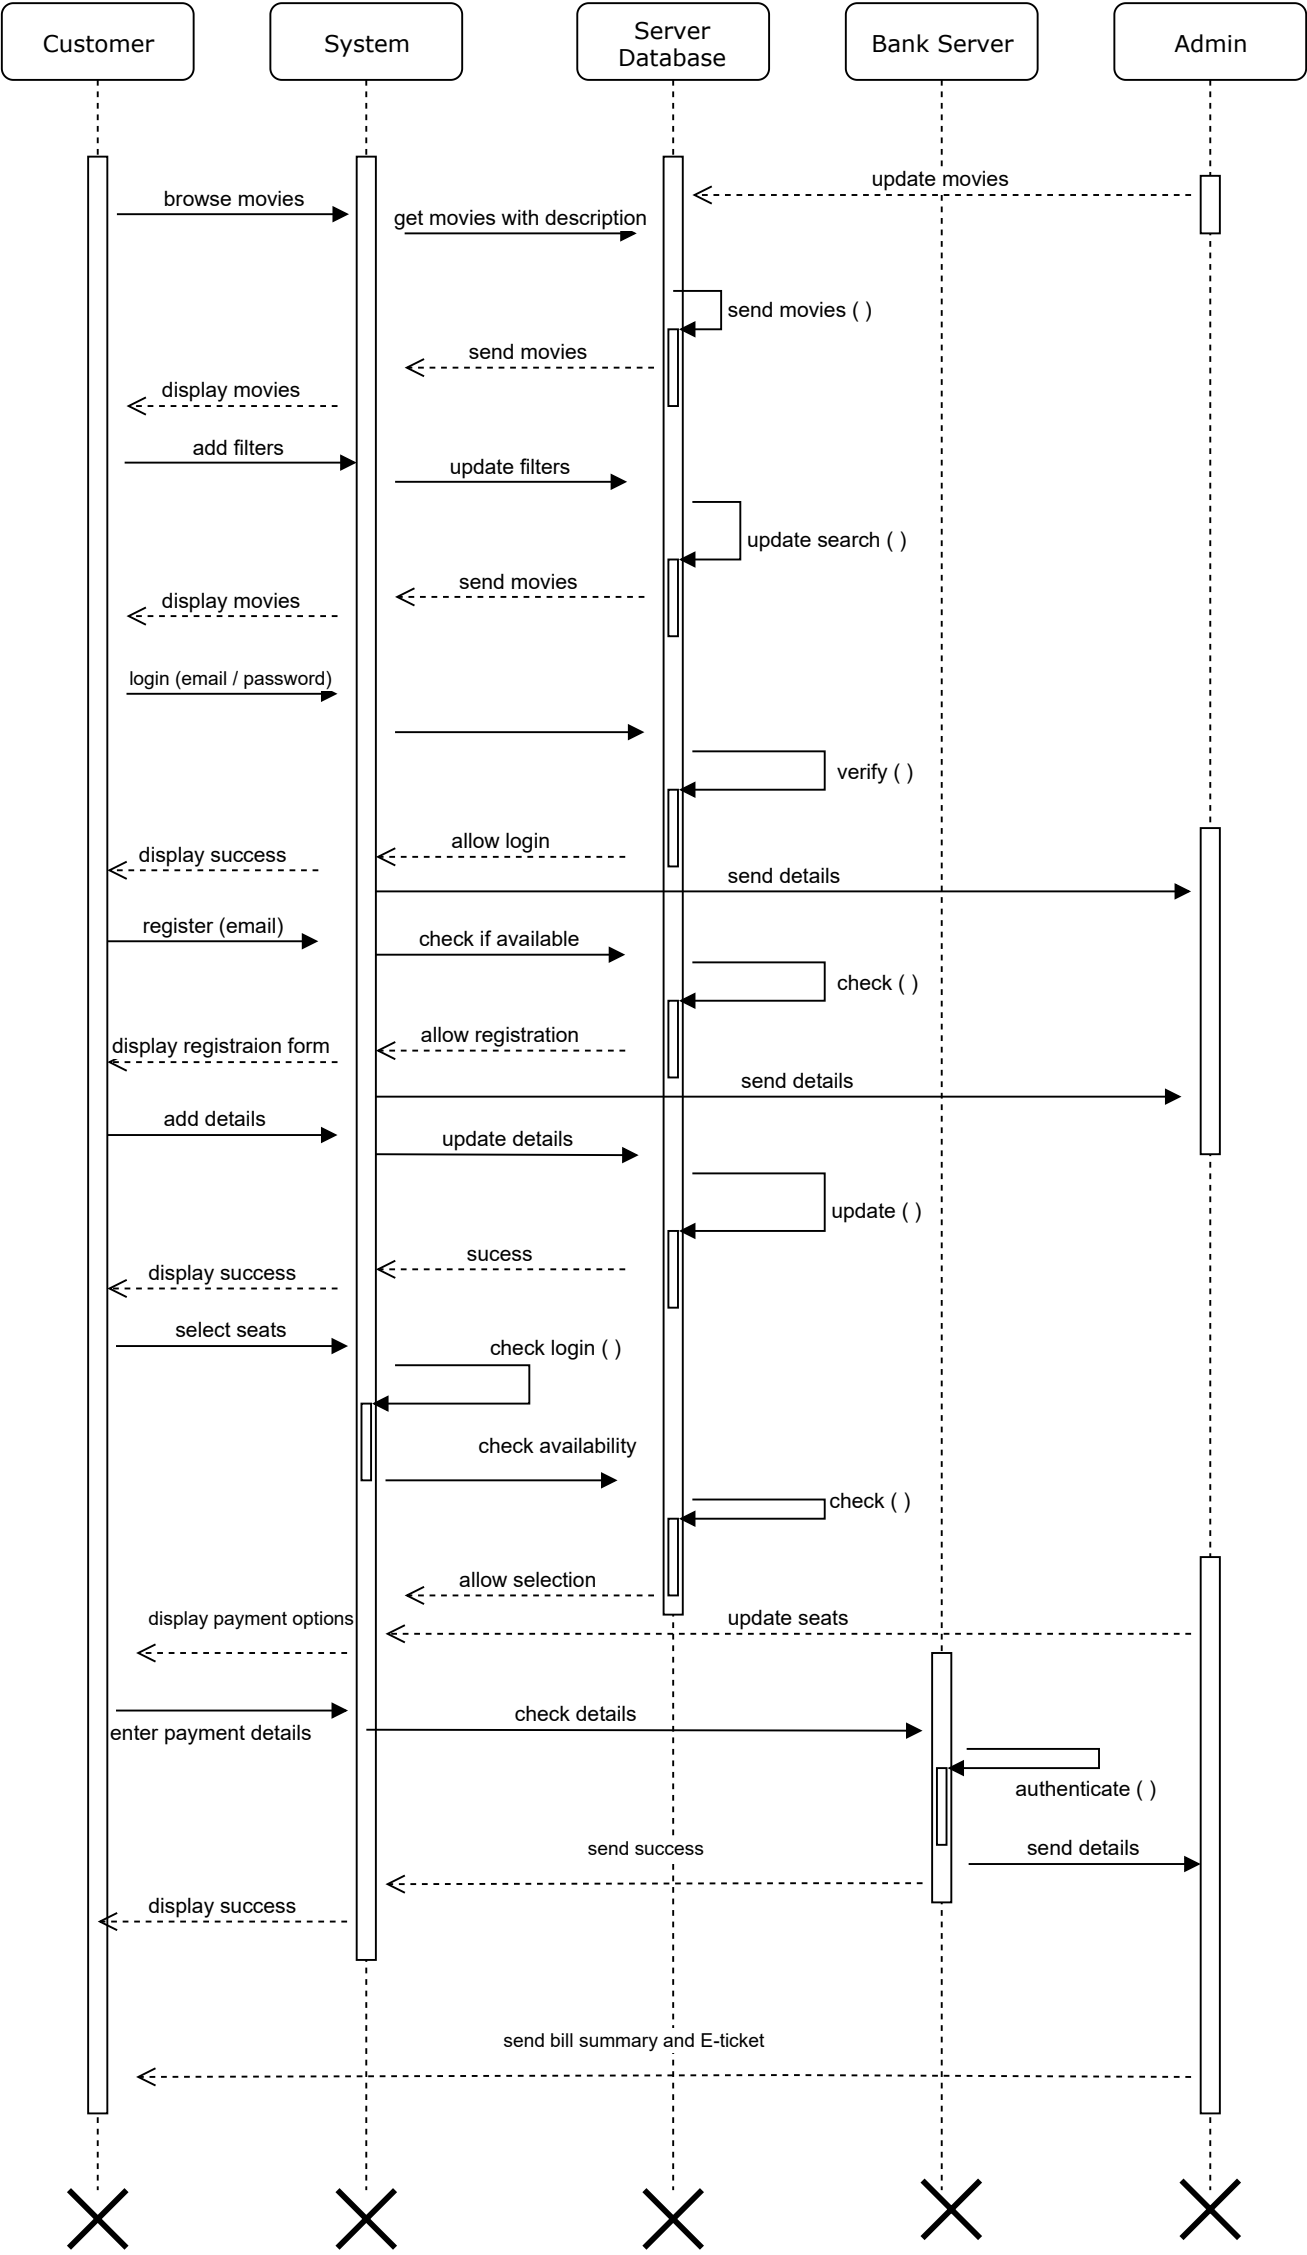 Customer
System
Server
Database
Bank Server
Admin
update movies
browse movies
get movies with description
send movies ( )
send movies
display movies
add filters
update filters
update search ( )
send movies
display movies
login (email / password)
verify ( )
allow login
display success
send details
register (email)
check if available
check ( )
allow registration
display registraion form
send details
add details
update details
update ( )
sucess
display success
select seats
check login ( )
check availability
check ( )
allow selection
display payment options
update seats
check details
enter payment details
authenticate ( )
send success
send details
display success
send bill summary and E-ticket